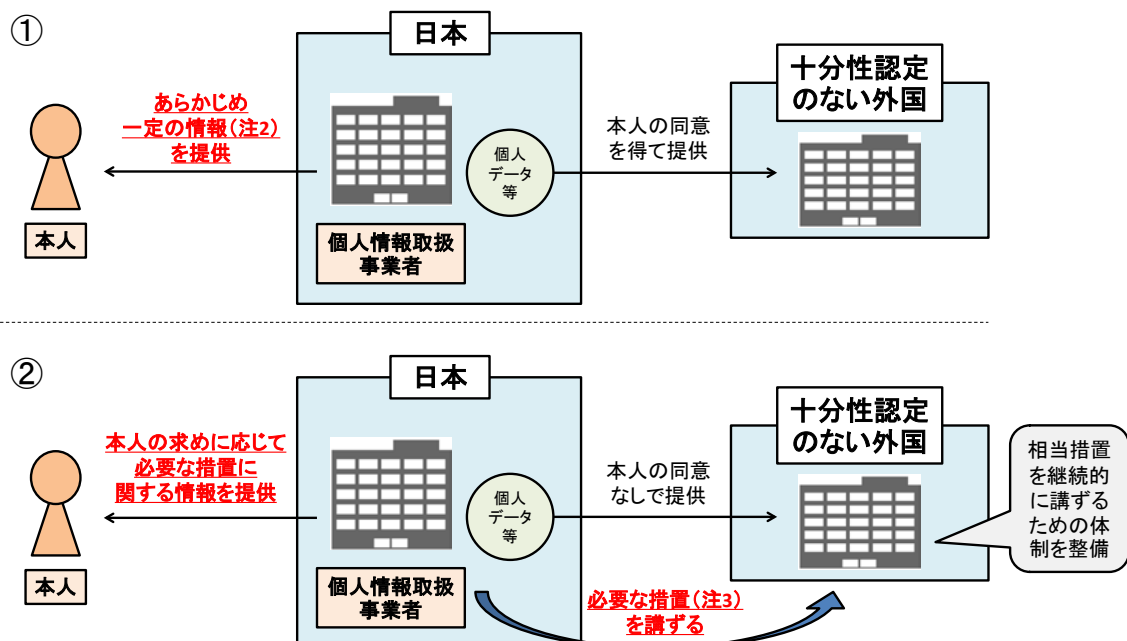 ①
日本
十分性認定
のない外国
あらかじめ
一定の情報(注2)
を提供
本人の同意
を得て提供
個人
データ
等
本人
個人情報取扱
事業者
②
日本
十分性認定
のない外国
本人の求めに応じて
必要な措置に
関する情報を提供
本人の同意
なしで提供
個人
データ
等
相当措置
を継続的
に講ずる
ための体
制を整備
本人
個人情報取扱
事業者
必要な措置(注3)
を講ずる